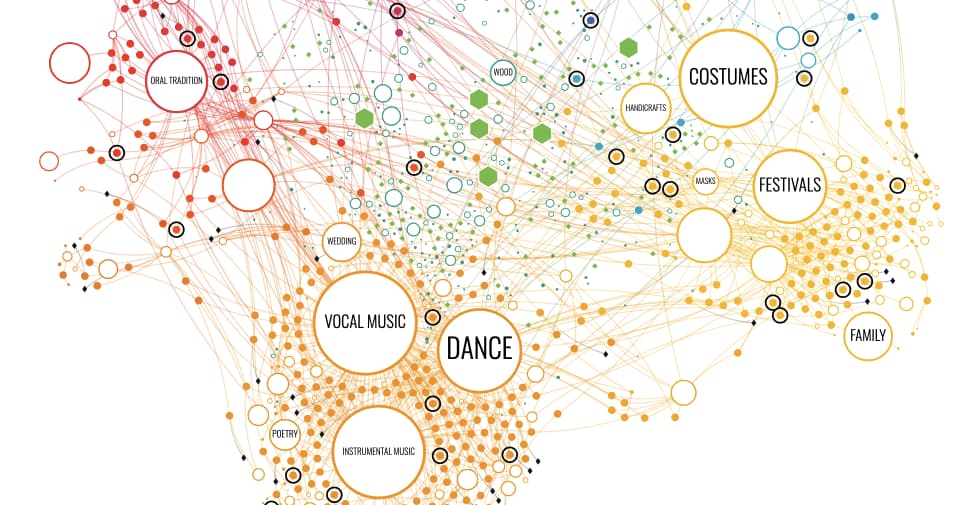 WOOD
ORAL TRADITION
COSTUMES
HANDICRAFTS
MASKS
FESTIVALS
WEDDING
VOCAL MUSIC
DANCE
FAMILY
POETRY
INSTRUMENTAL MUSIC